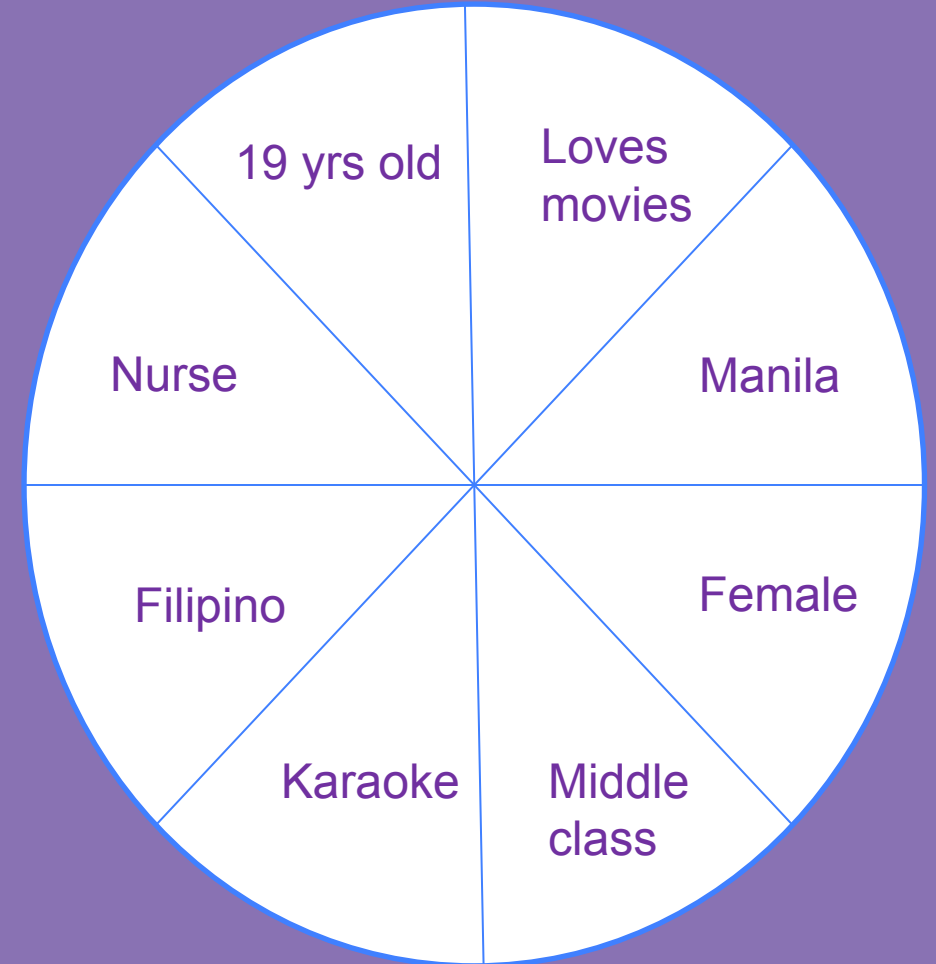 19 yrs old
Loves
movies
Nurse
Manila
Filipino
Female
Karaoke
Middle
class